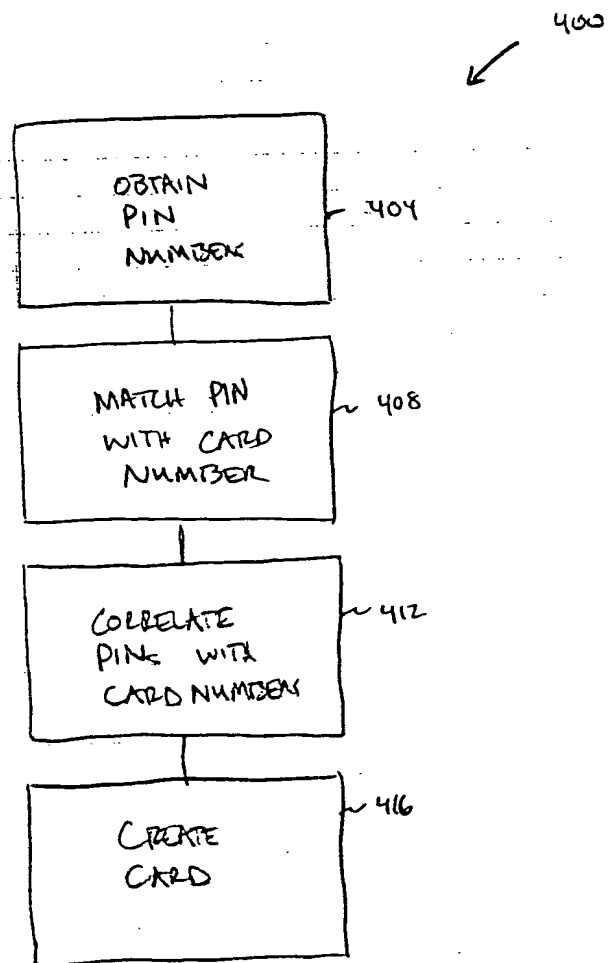 400
OBTAIN
PIN
NUMBERS
404
MATCH PIN
WITH CARD
NUMBER
408
CORRELATE
PINS WITH
CARD NUMBERS
412
CREATE
CARD
416